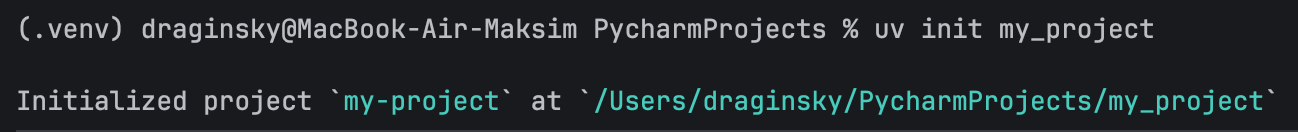 (.venv) draginsky@MacBook-Air-Maksim PycharmProjects % uv init my_project
Initialized project `my-project` at `/Users/draginsky/PycharmProjects/my_project`